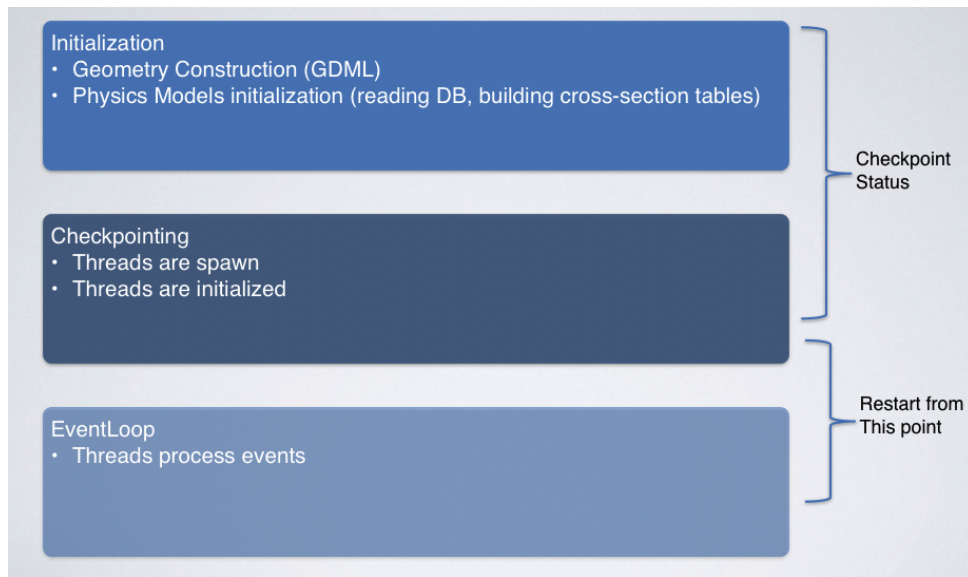 Initialization
• Geometry Construction (GDML)
• Physics Models initialization (reading DB, building cross-section tables)
Checkpoint
Status
Checkpointing
• Threads are spawn
• Threads are initialized
Restart from
This point
EventLoop
• Threads process events